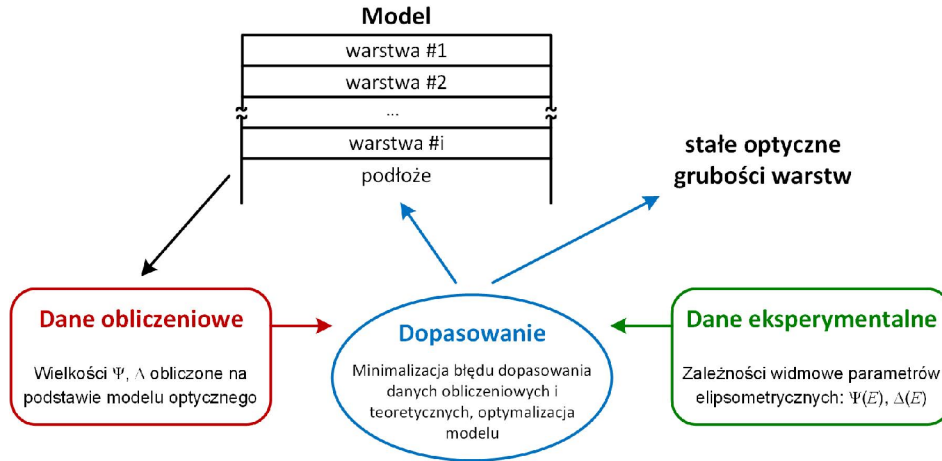 Model
warstwa #1
warstwa #2
...
warstwa #i
podłoże
stałe optyczne
grubości warstw
Dane obliczeniowe
Wielkości Ψ, Δ obliczone na
podstawie modelu optycznego
Dopasowanie
Minimalizacja błędu dopasowania
danych obliczeniowych i
teoretycznych, optymalizacja
modelu
Dane eksperymentalne
Zależności widmowe parametrów
elipsometrycznych: Ψ(E), Δ(E)